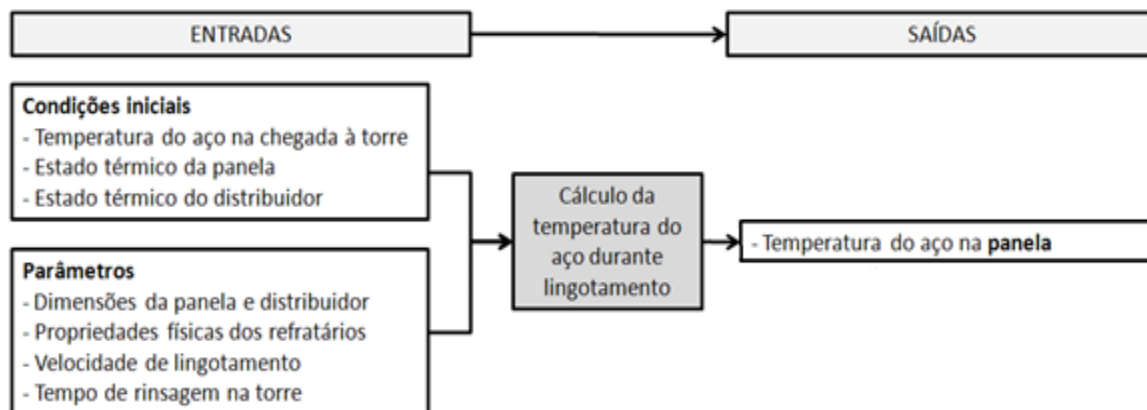 ENTRADAS
SAÍDAS
Condições iniciais
- Temperatura do aço na chegada à torre
- Estado térmico da panela
- Estado térmico do distribuidor
Parâmetros
- Dimensões da panela e distribuidor
- Propriedades físicas dos refratários
- Velocidade de lingotamento
- Tempo de rinsagem na torre
Cálculo da
temperatura do
aço durante
lingotamento
- Temperatura do aço na panela